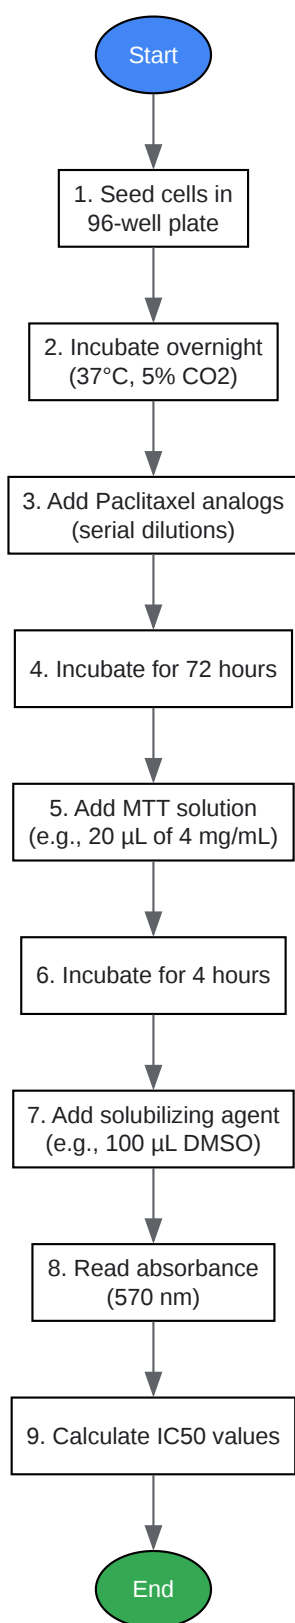 Start
1. Seed cells in
96-well plate
2. Incubate overnight
(37°C, 5% CO2)
3. Add Paclitaxel analogs
(serial dilutions)
4. Incubate for 72 hours
5. Add MTT solution
(e.g., 20 µL of 4 mg/mL)
6. Incubate for 4 hours
7. Add solubilizing agent
(e.g., 100 µL DMSO)
8. Read absorbance
(570 nm)
9. Calculate IC50 values
End